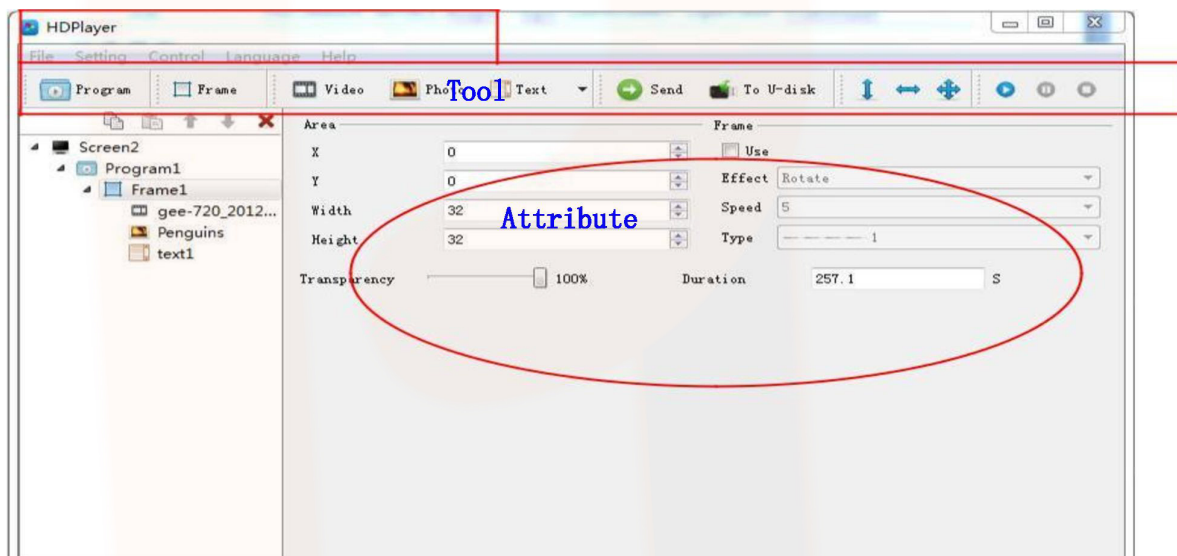 HDPlayer
File Setting Control Language Help
Program Frame Video Photo Text Send To U-disk
Tool
Area Frame
Screen2
X 0 Use
Program1
Y 0 Effect Rotate
Frame1
gee-720_2012...
Width 32 Speed 5
Attribute
Penguins
Height 32 Type 1
text1
Transparency 100% Duration 257.1 S